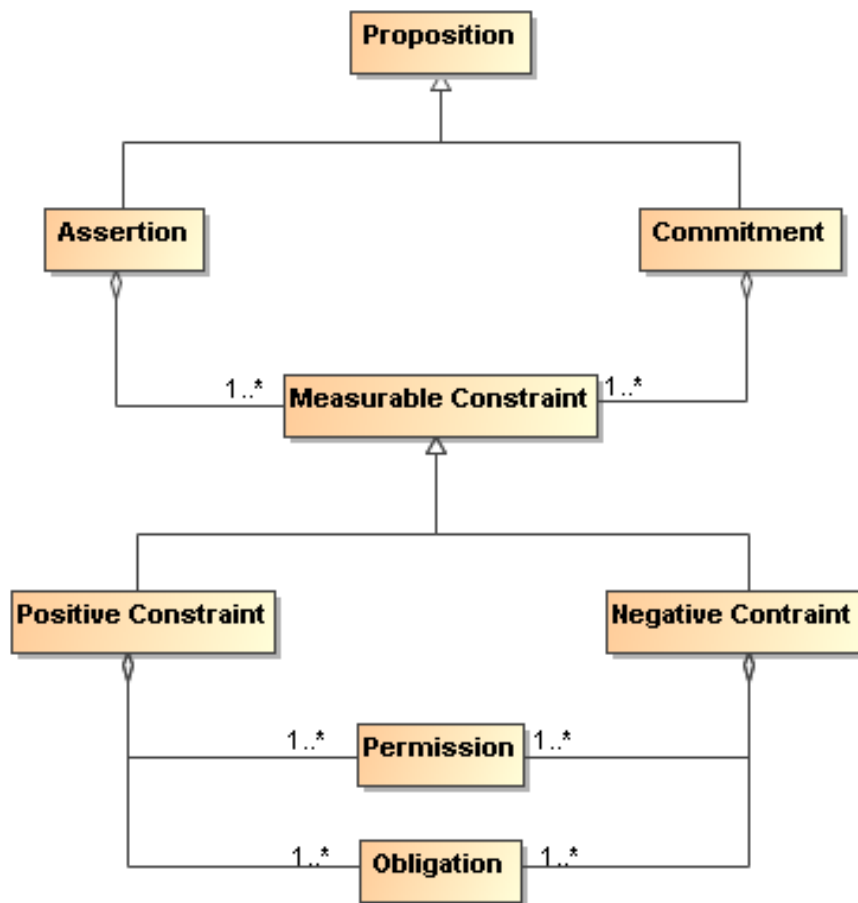 Proposition
Assertion
Commitment
1..*
Measurable Constraint
1..*
Positive Constraint
Negative Contraint
1..*
Permission
1..*
1..*
Obligation
1..*